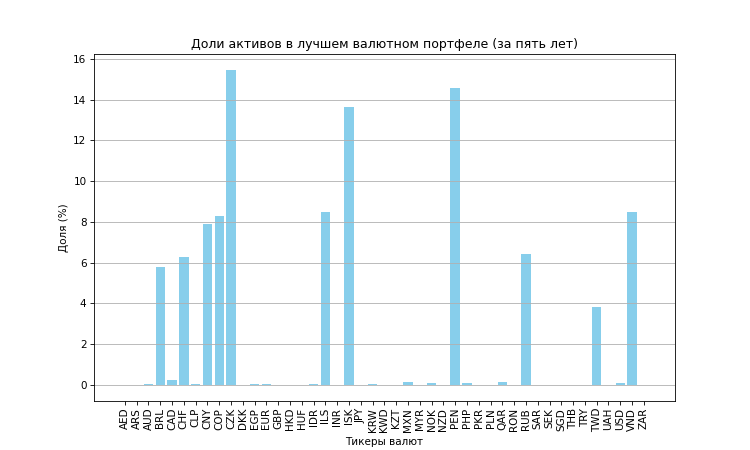 Доли активов в лучшем валютном портфеле (за пять лет)
Доля (%)
16
14
12
10
8
6
4
2
0
AED ARS AUD BRL CAD CHF CLP CNY COP CZK DKK EGP EUR GBP HKD HUF IDR ILS INR ISK JPY KRW KWD KZT MXN MYR NOK NZD PEN PHP PKR PLN QAR RON RUB SAR SEK SGD THB TRY TWD UAH USD VND ZAR
Тикеры валют